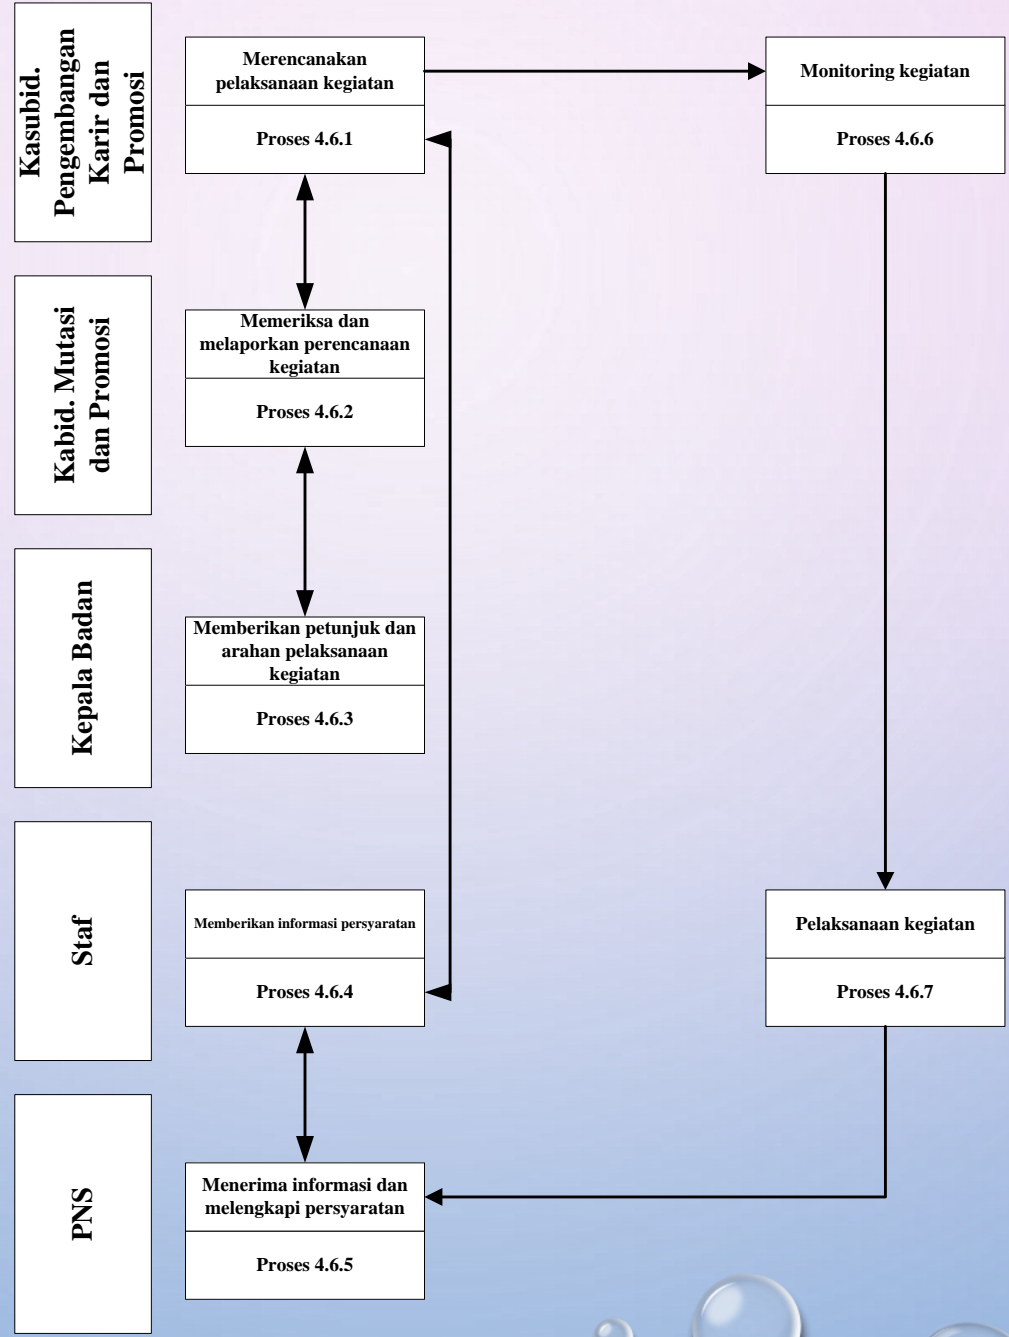 Kasubid.
Pengembangan
Karir dan
Promosi
Merencanakan
pelaksanaan kegiatan
Proses 4.6.1
Monitoring kegiatan
Proses 4.6.6
Kabid. Mutasi
dan Promosi
Memeriksa dan
melaporkan perencanaan
kegiatan
Proses 4.6.2
Kepala Badan
Memberikan petunjuk dan
arahan pelaksanaan
kegiatan
Proses 4.6.3
Staf
Memberikan informasi persyaratan
Proses 4.6.4
Pelaksanaan kegiatan
Proses 4.6.7
PNS
Menerima informasi dan
melengkapi persyaratan
Proses 4.6.5